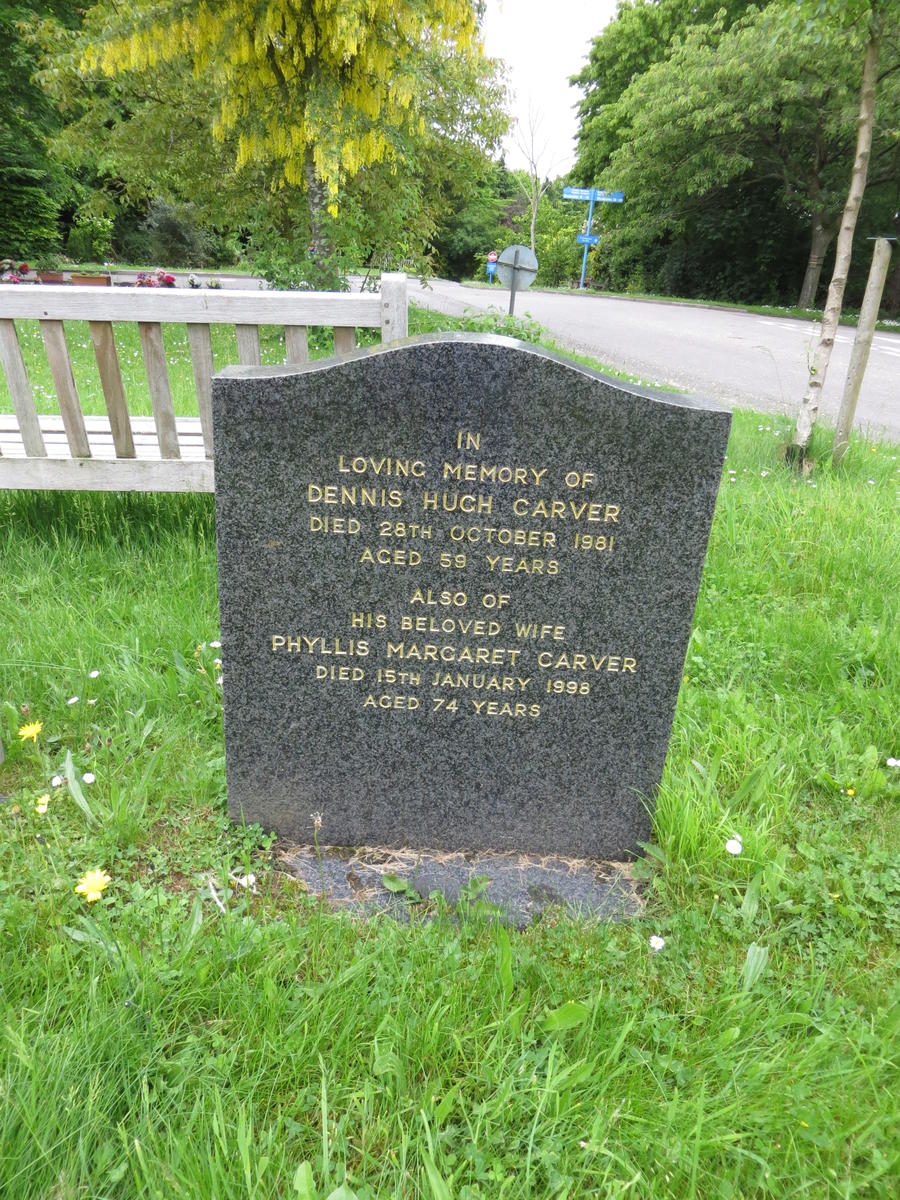 IN
LOVING MEMORY OF
DENNIS HUGH CARVER
DIED 28TH OCTOBER 1981
AGED 59 YEARS
ALSO OF
HIS BELOVED WIFE
PHYLLIS MARGARET CARVER
DIED 15TH JANUARY 1998
AGED 74 YEARS